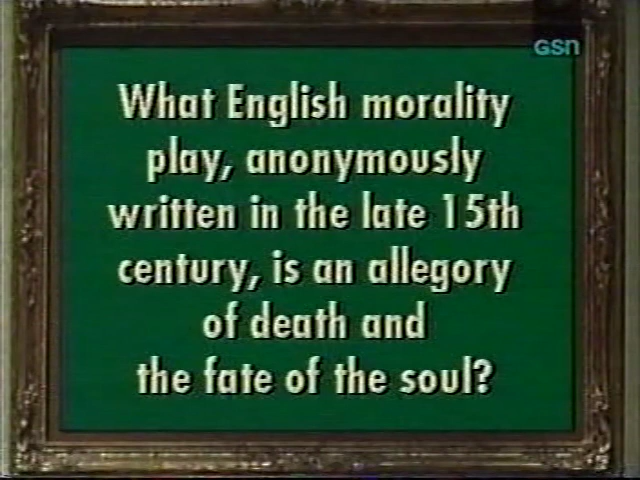 GSN
What English morality
play, anonymously
written in the late 15th
century, is an allegory
of death and
the fate of the soul?